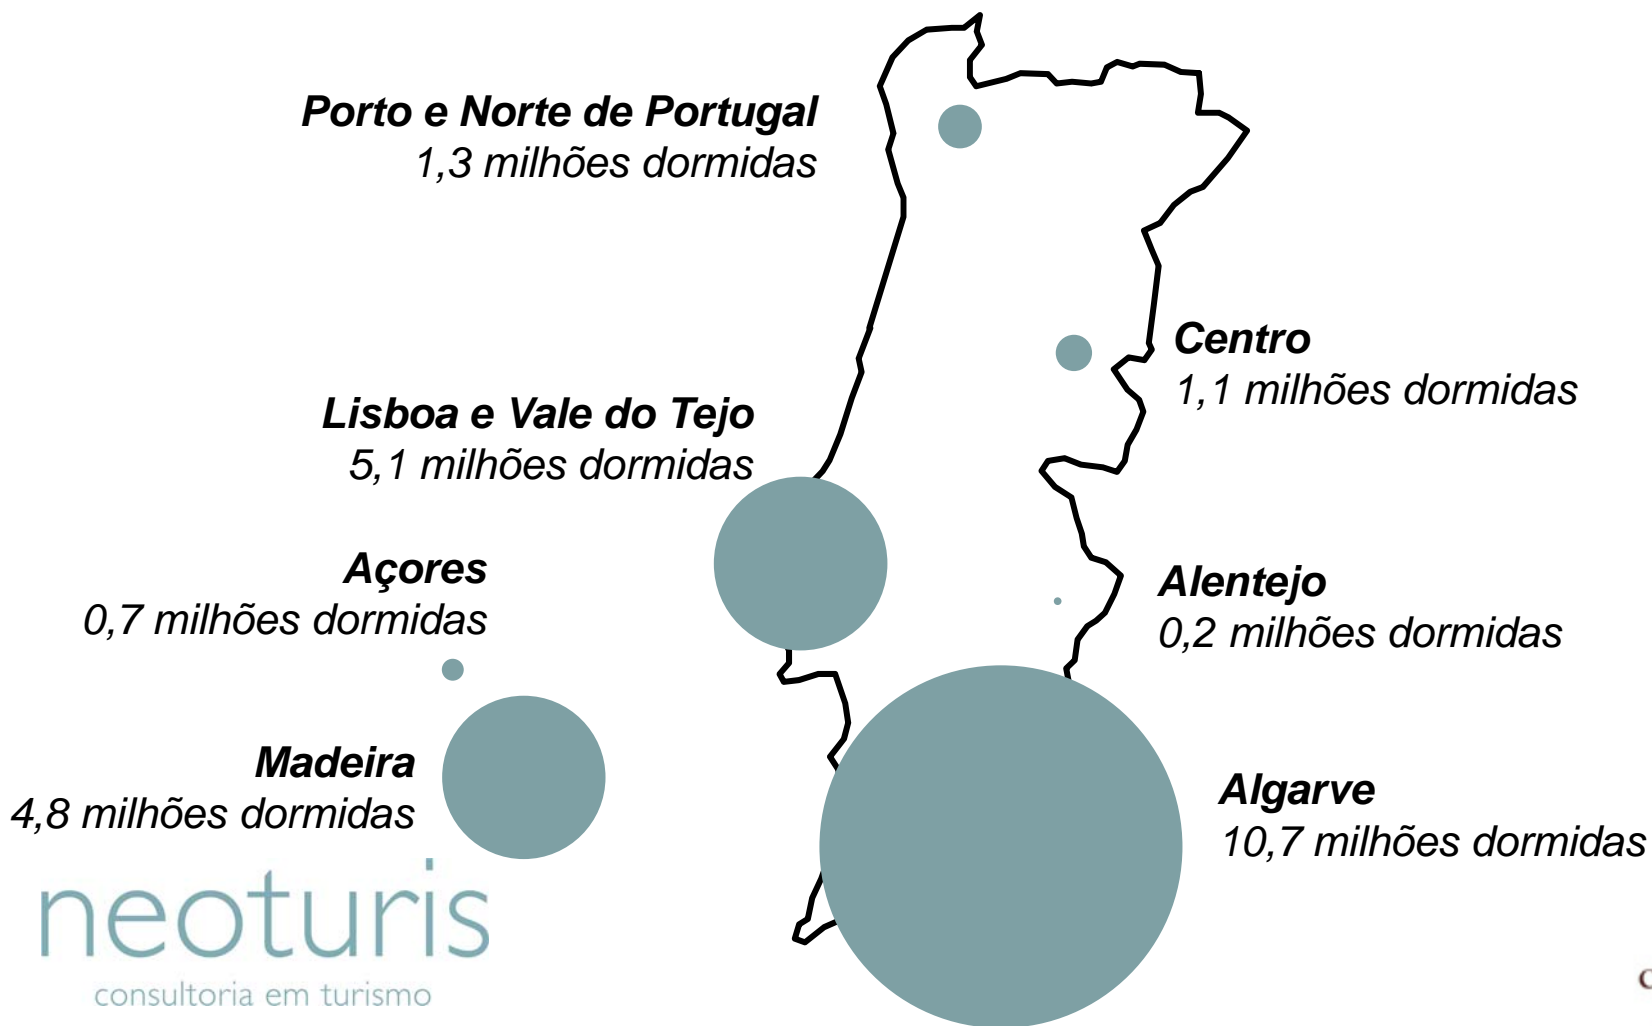 Porto e Norte de Portugal
1,3 milhões dormidas
Centro
1,1 milhões dormidas
Lisboa e Vale do Tejo
5,1 milhões dormidas
Açores
0,7 milhões dormidas
Alentejo
0,2 milhões dormidas
Madeira
4,8 milhões dormidas
Algarve
10,7 milhões dormidas
neoturis
consultoria em turismo